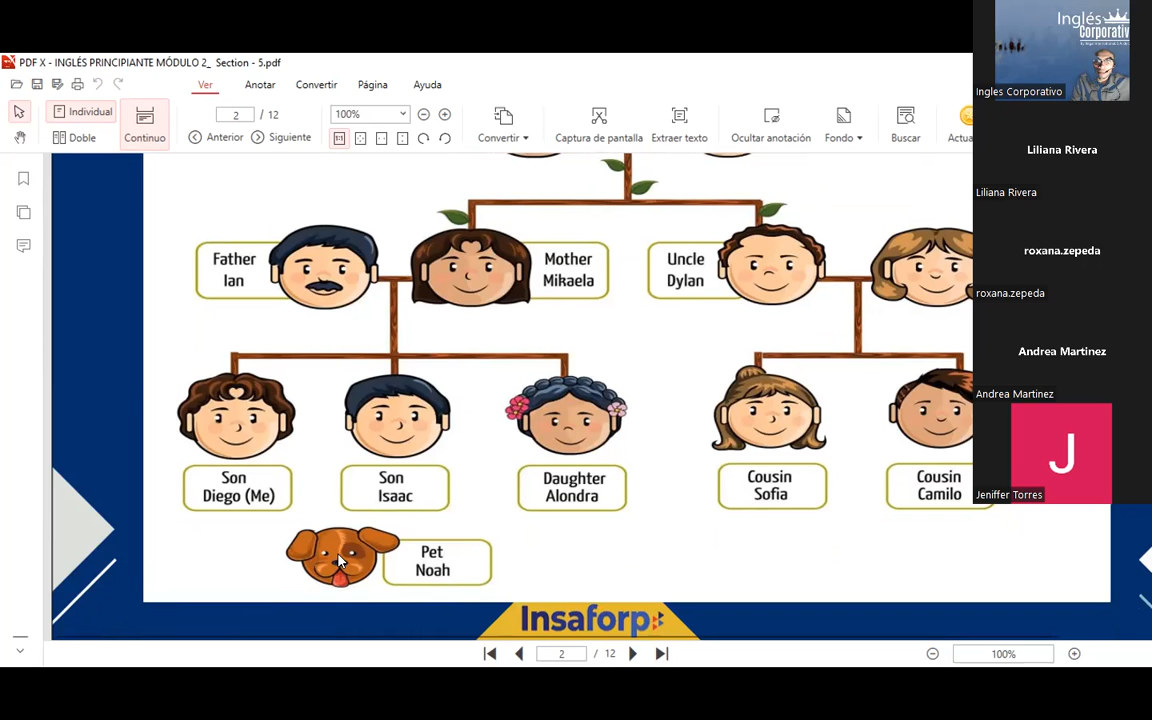 PDF X - INGLÉS PRINCIPIANTE MÓDULO 2_ Section - 5.pdf
Ver
Anotar
Convertir
Página
Ayuda
Individual
Doble
Continuo
2 / 12
Anterior
Siguiente
100%
Convertir
Captura de pantalla
Extraer texto
Ocultar anotación
Fondo
Buscar
Actua
Father
Ian
Mother
Mikaela
Uncle
Dylan
Son
Diego (Me)
Son
Isaac
Daughter
Alondra
Cousin
Sofia
Cousin
Camilo
Pet
Noah
Insaforp
2 / 12
100%
Inglés
Corporativ
Ingles Corporativo
Liliana Rivera
Liliana Rivera
roxana.zepeda
roxana.zepeda
Andrea Martinez
Andrea Martinez
J
Jeniffer Torres